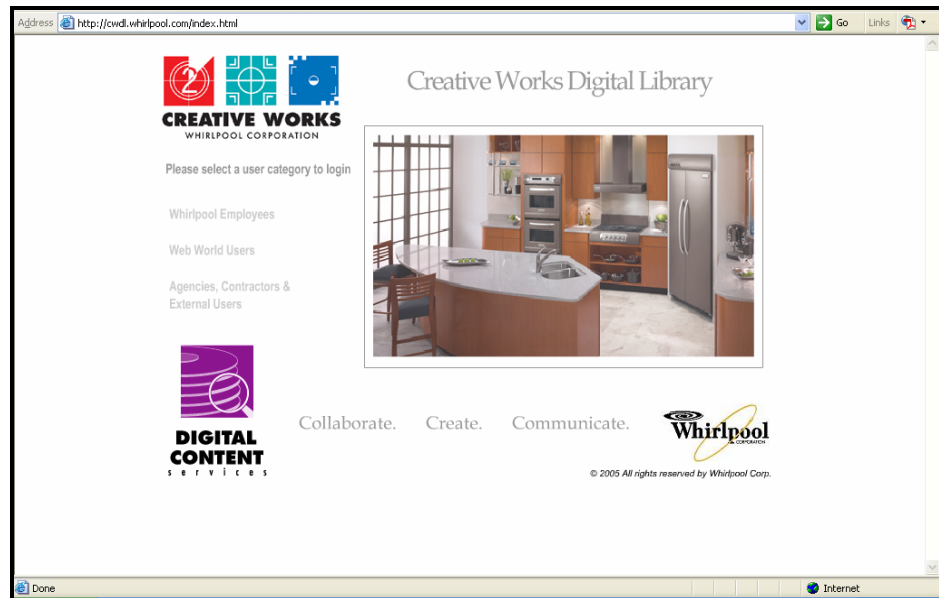 Address http://cwdl.whirlpool.com/index.html Go Links
2
CREATIVE WORKS
WHIRLPOOL CORPORATION
Creative Works Digital Library
Please select a user category to login
Whirlpool Employees
Web World Users
Agencies, Contractors &
External Users
DIGITAL
CONTENT
services
Collaborate. Create. Communicate.
Whirlpool
CORPORATION
© 2005 All rights reserved by Whirlpool Corp.
Done Internet